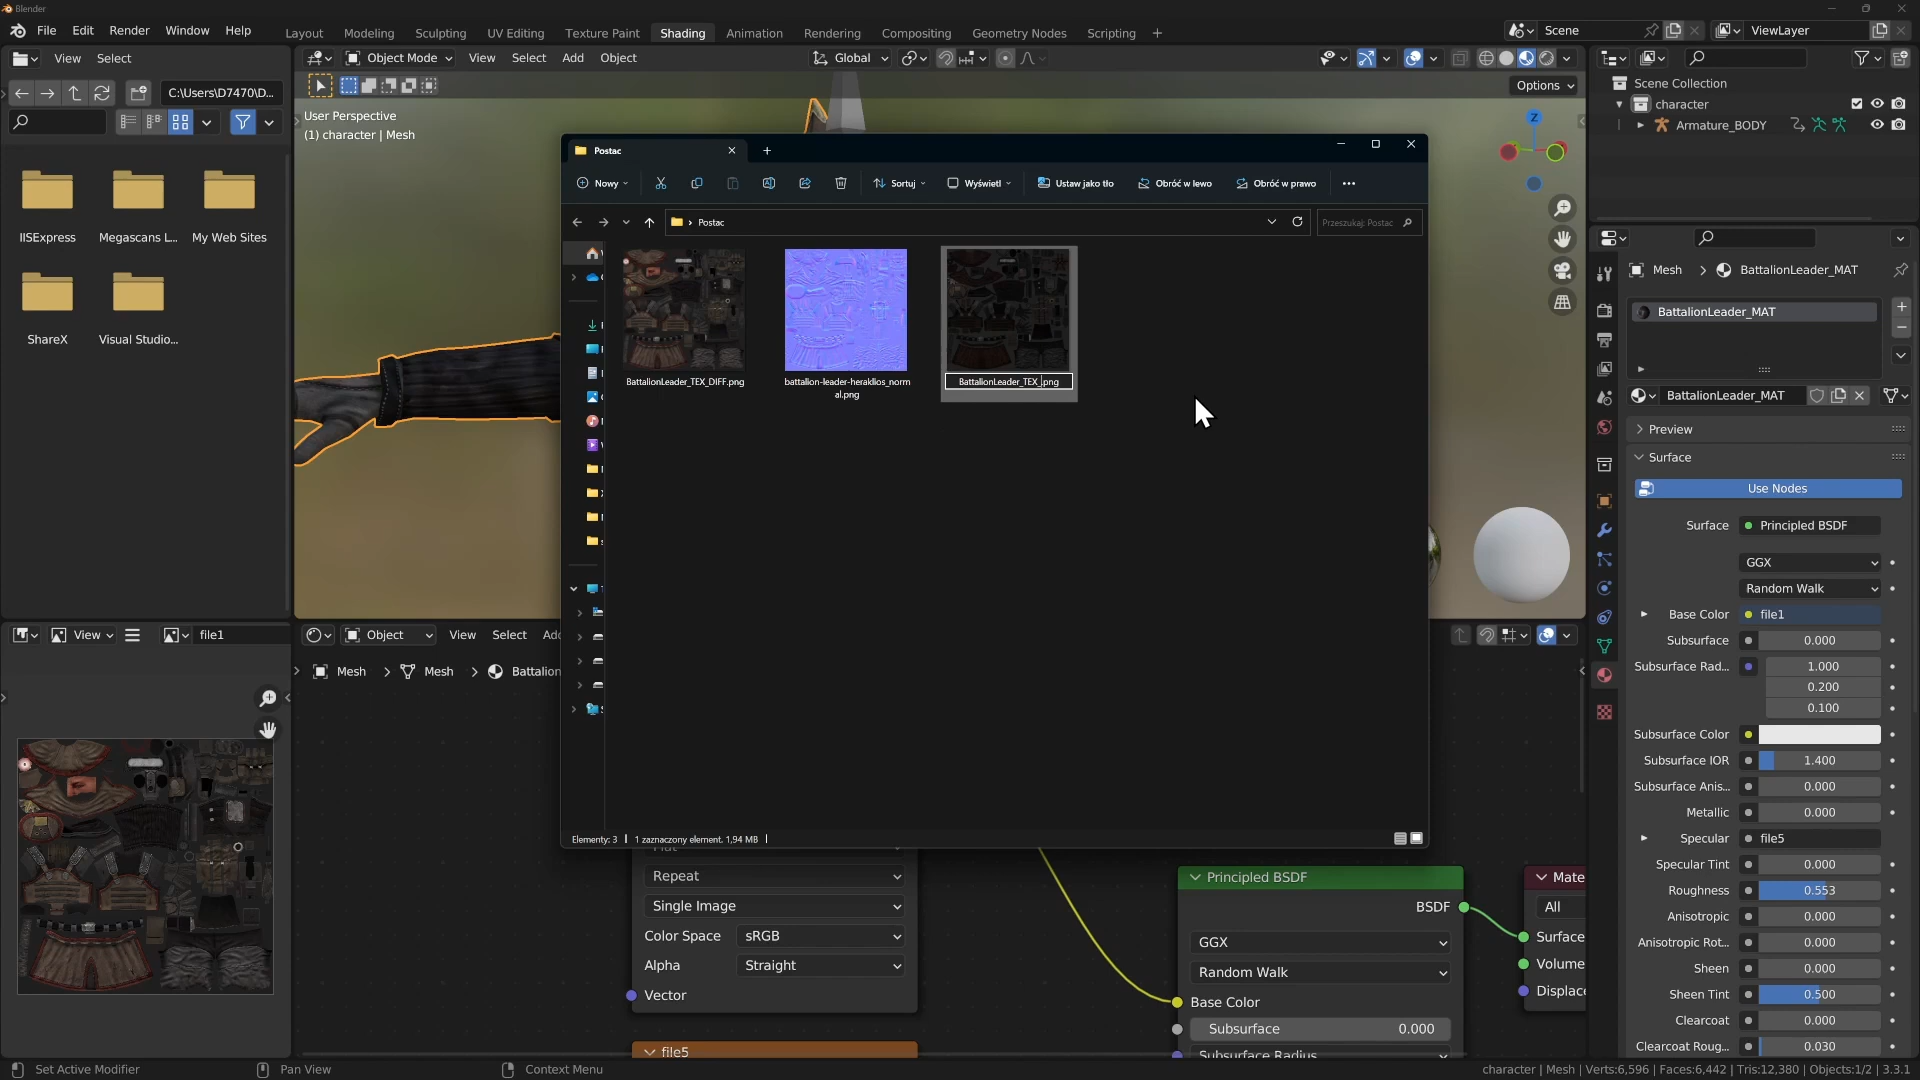 Blender
File Edit Render Window Help
Layout Modeling Sculpting UV Editing Texture Paint Shading Animation Rendering Compositing Geometry Nodes Scripting +
Scene
ViewLayer
View Select
Object Mode View Select Add Object
Global
C:\Users\D7470\D...
Options
User Perspective
(1) character | Mesh
IISExpress Megascans L... My Web Sites
ShareX Visual Studio...
Z
Scene Collection
character
Armature_BODY
Postac
Nowy
Sortuj
Wyświetl
Ustaw jako tło
Obróć w lewo
Obróć w prawo
Postac
Przeszukaj: Postac
BattalionLeader_TEX_DIFF.png
battalion-leader-heraklios_norm
al.png
BattalionLeader_TEX_.png
Elementy: 3
1 zaznaczony element. 1,94 MB
Mesh > BattalionLeader_MAT
BattalionLeader_MAT
BattalionLeader_MAT
Preview
Surface
Use Nodes
Surface Principled BSDF
GGX
Random Walk
Base Color file1
Subsurface 0.000
Subsurface Rad... 1.000
0.200
0.100
Subsurface Color
Subsurface IOR 1.400
Subsurface Anis... 0.000
Metallic 0.000
Specular file5
Specular Tint 0.000
Roughness 0.553
Anisotropic 0.000
Anisotropic Rot... 0.000
Sheen 0.000
Sheen Tint 0.500
Clearcoat 0.000
Clearcoat Roug... 0.030
View file1
Object View Select Add
Mesh > Mesh > Battalion
Repeat
Single Image
Color Space sRGB
Alpha Straight
Vector
file5
Principled BSDF
BSDF
GGX
Random Walk
Base Color
Subsurface 0.000
Subsurface Radius
Mate
All
Surface
Volume
Displace
Set Active Modifier
Pan View
Context Menu
character | Mesh | Verts:6,596 | Faces:6,442 | Tris:12,380 | Objects:1/2 | 3.3.1